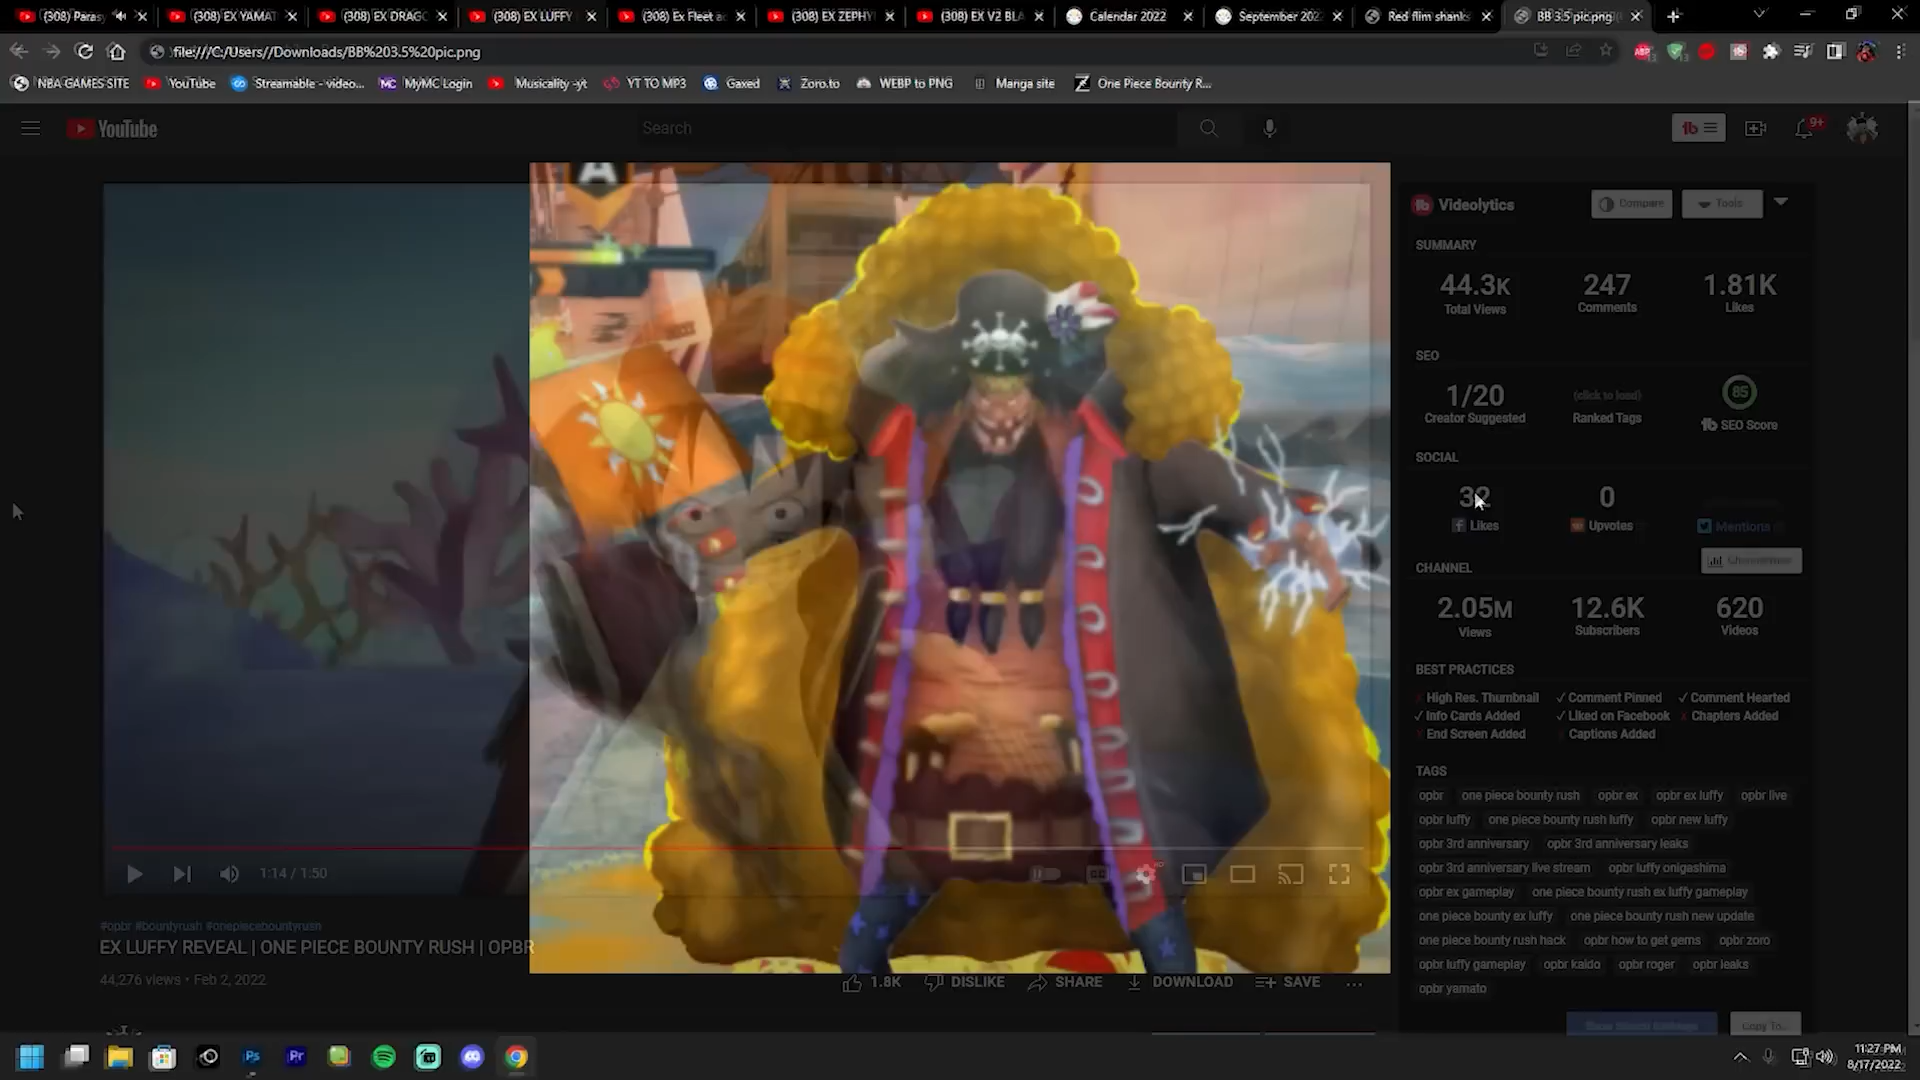 (308) Paras
(308) EX YAMAT
(308) EX DRAGO
(308) EX LUFFY
(308) Ex Fleet ac
(308) EX ZEPHY
(308) EX V2 BLA
Calendar 2022
September 202
Red flim shanks
BB 3.5 pic.png
file:///C:/Users//Downloads/BB%203.5%20pic.png
NBA GAMES SITE
YouTube
Streamable - video...
MyMC Login
Musicality -yt
YT TO MP3
Gaxed
Zoro.to
WEBP to PNG
Manga site
One Piece Bounty R...
YouTube
Search
9+
A
Videolytics
Compare
Tools
SUMMARY
44.3K 247 1.81K
Total Views Comments Likes
SEO
1/20 (click to load) 85
Creator Suggested Ranked Tags SEO Score
SOCIAL
32 0
Likes Upvotes Mentions
CHANNEL
2.05M 12.6K 620
Views Subscribers Videos
BEST PRACTICES
High Res. Thumbnail Comment Pinned Comment Hearted
Info Cards Added Liked on Facebook Chapters Added
End Screen Added Captions Added
TAGS
opbr one piece bounty rush opbr ex opbr ex luffy opbr live
opbr luffy one piece bounty rush luffy opbr new luffy
opbr 3rd anniversary opbr 3rd anniversary leaks
opbr 3rd anniversary live stream opbr luffy onigashima
opbr ex gameplay one piece bounty rush ex luffy gameplay
one piece bounty ex luffy one piece bounty rush new update
one piece bounty rush hack opbr how to get gems opbr zoro
opbr luffy gameplay opbr kaido opbr roger opbr leaks
opbr yamato
Copy To...
1:14 / 1:50
#opbr #bountyrush #onepiecebountyrush
EX LUFFY REVEAL | ONE PIECE BOUNTY RUSH | OPBR
44,276 views • Feb 2, 2022
1.8K DISLIKE SHARE DOWNLOAD SAVE
11:27 PM
8/17/2022